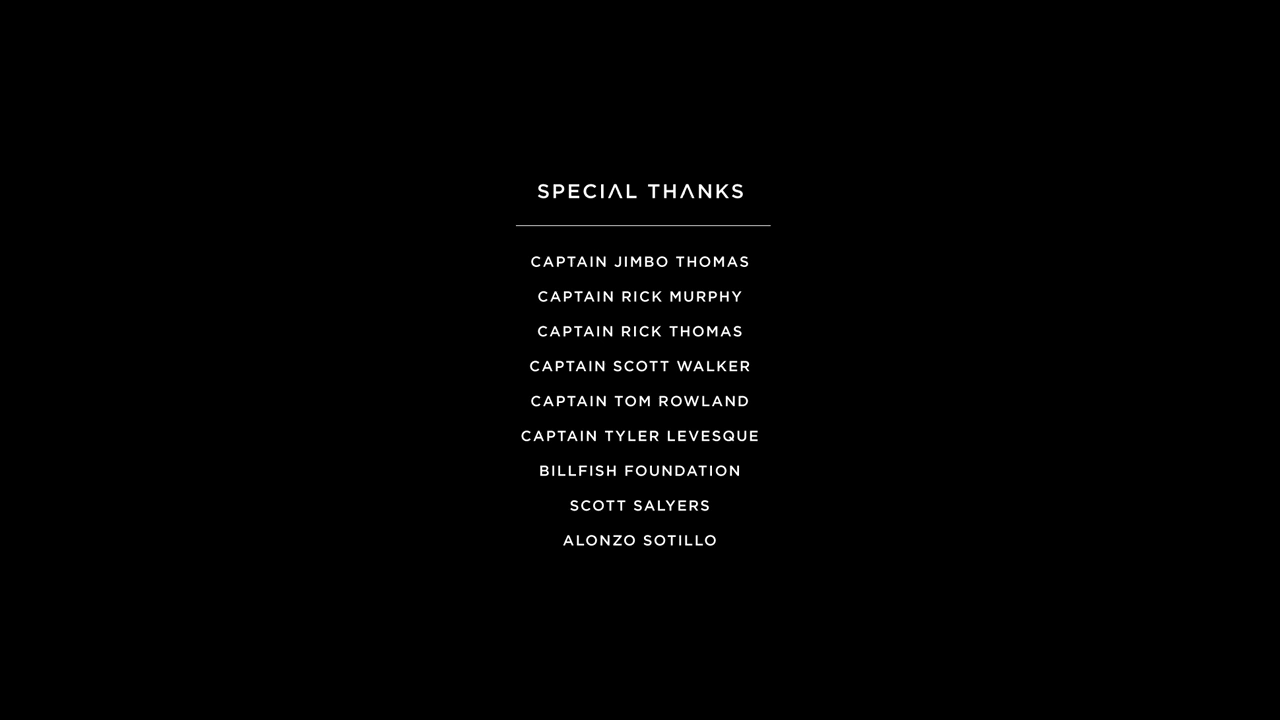 SPECIAL THANKS
CAPTAIN JIMBO THOMAS
CAPTAIN RICK MURPHY
CAPTAIN RICK THOMAS
CAPTAIN SCOTT WALKER
CAPTAIN TOM ROWLAND
CAPTAIN TYLER LEVESQUE
BILLFISH FOUNDATION
SCOTT SALYERS
ALONZO SOTILLO